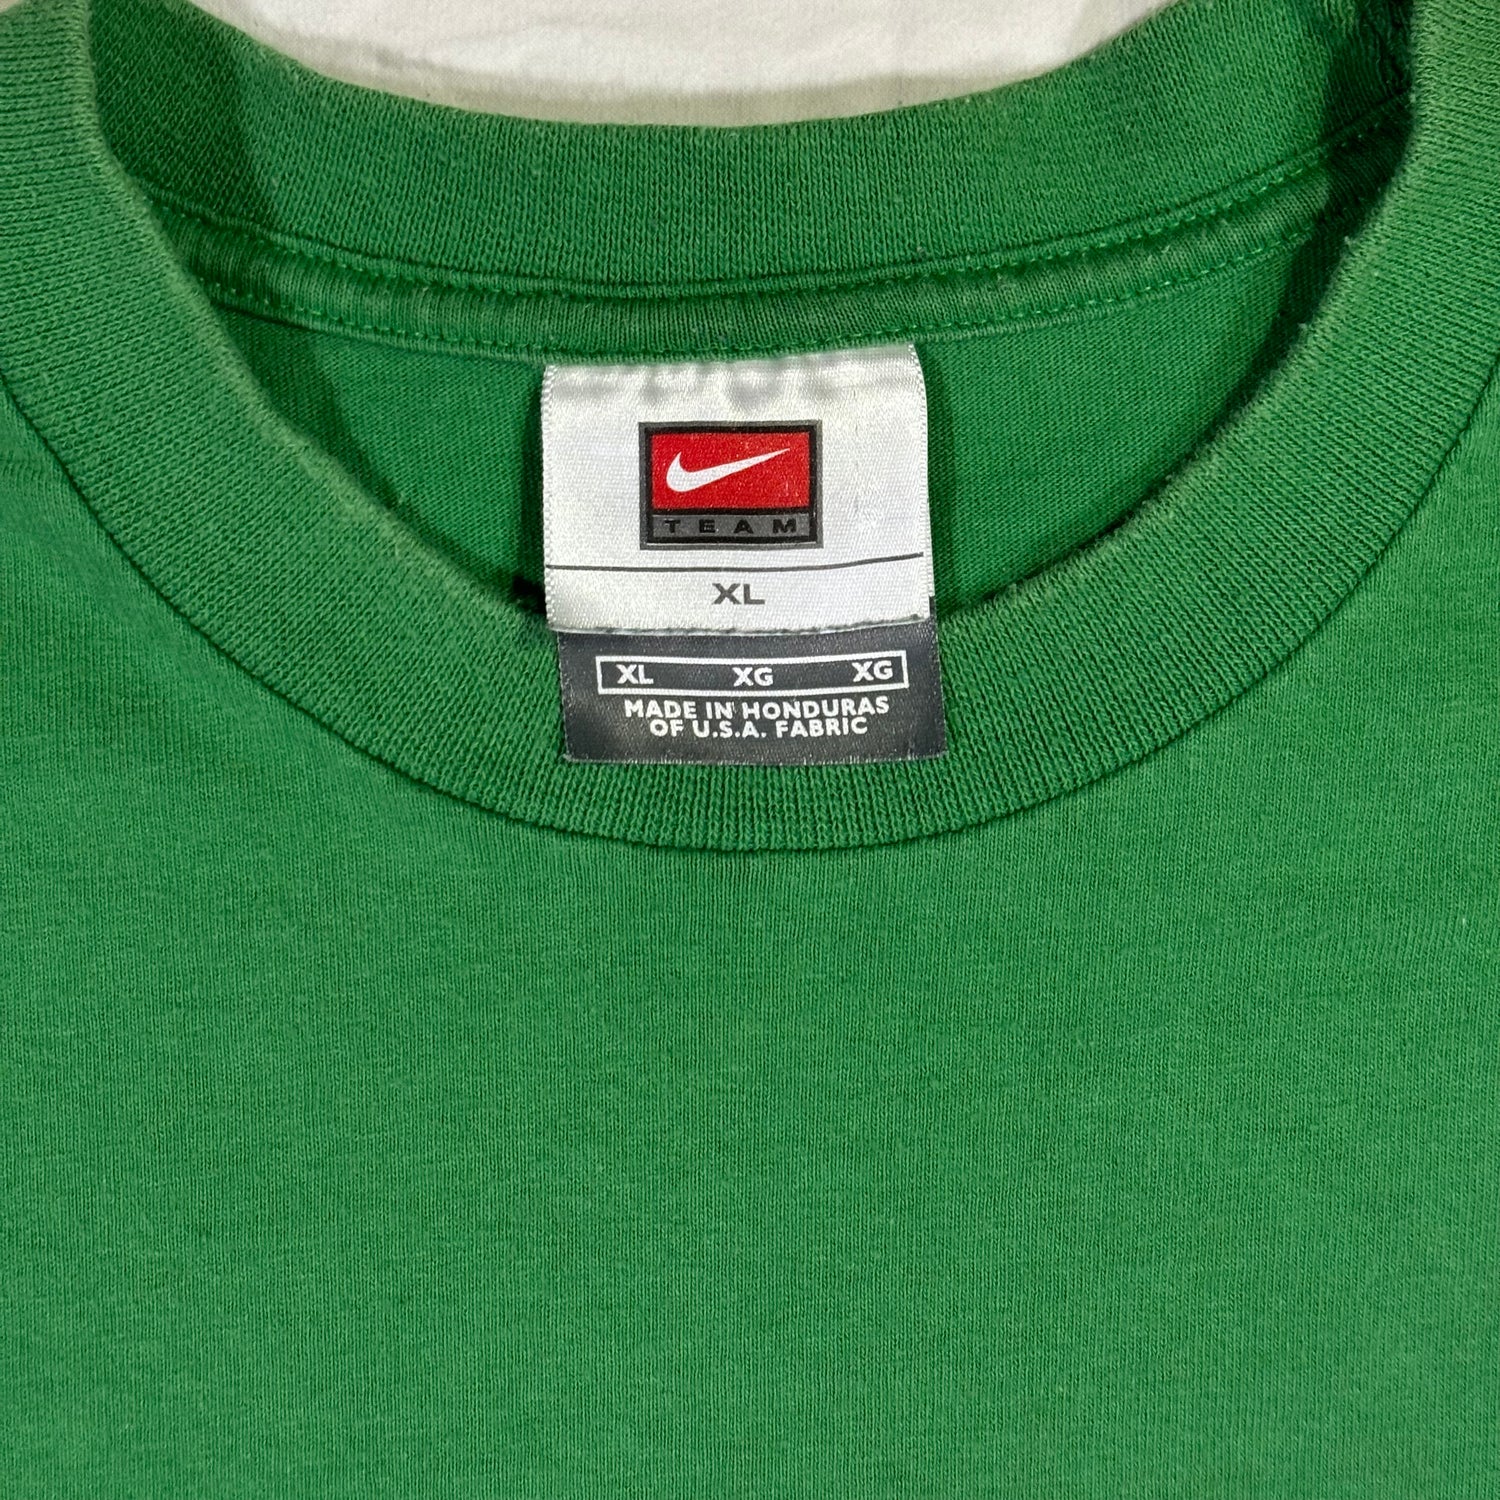 TEAM
XL
XL XG XG
MADE IN HONDURAS
OF U.S.A. FABRIC